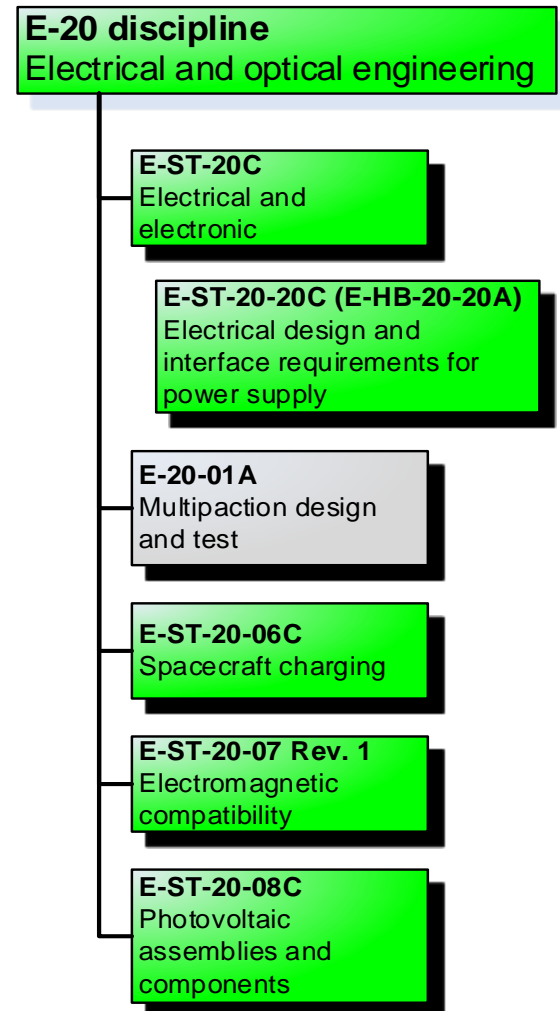 E-20 discipline
Electrical and optical engineering
E-ST-20C
Electrical and
electronic
E-ST-20-20C (E-HB-20-20A)
Electrical design and
interface requirements for
power supply
E-20-01A
Multipaction design
and test
E-ST-20-06C
Spacecraft charging
E-ST-20-07 Rev. 1
Electromagnetic
compatibility
E-ST-20-08C
Photovoltaic
assemblies and
components